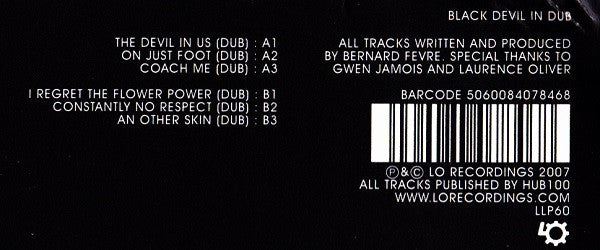 THE DEVIL IN US (DUB) : A1
ON JUST FOOT (DUB) : A2
COACH ME (DUB) : A3
I REGRET THE FLOWER POWER (DUB) : B1
CONSTANTLY NO RESPECT (DUB) : B2
AN OTHER SKIN (DUB) : B3
BLACK DEVIL IN DUB
ALL TRACKS WRITTEN AND PRODUCED
BY BERNARD FEVRE. SPECIAL THANKS TO
GWEN JAMOIS AND LAURENCE OLIVER
BARCODE 5060084078468
℗&© LO RECORDINGS 2007
ALL TRACKS PUBLISHED BY HUB100
WWW.LORECORDINGS.COM
LLP60
LO